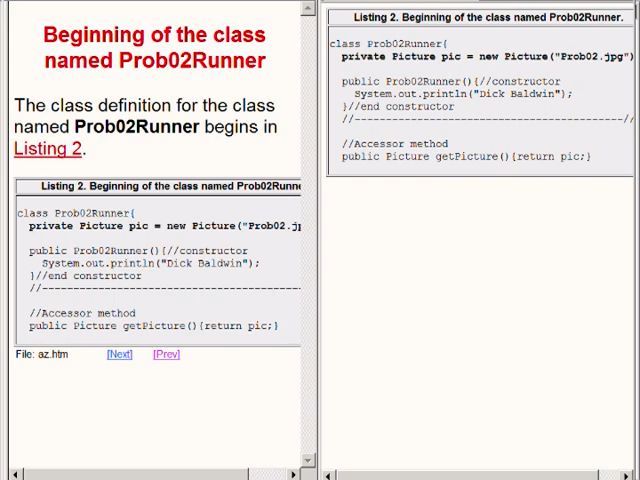 Beginning of the class
named Prob02Runner
The class definition for the class
named Prob02Runner begins in
Listing 2.
Listing 2. Beginning of the class named Prob02Runne
class Prob02Runner{
private Picture pic = new Picture("Prob02.jp
public Prob02Runner(){//constructor
System.out.println("Dick Baldwin");
}//end constructor
//------------------------------------------
//Accessor method
public Picture getPicture(){return pic;}
File: az.htm [Next] [Prev]
Listing 2. Beginning of the class named Prob02Runner.
class Prob02Runner{
private Picture pic = new Picture("Prob02.jpg")
public Prob02Runner(){//constructor
System.out.println("Dick Baldwin");
}//end constructor
//-------------------------------------------//
//Accessor method
public Picture getPicture(){return pic;}